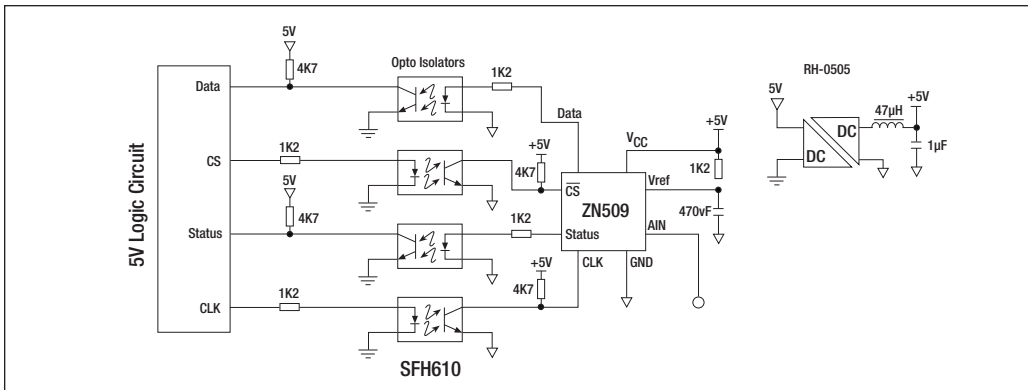 5V
4K7
Data
Opto Isolators
1K2
Data
RH-0505
5V
DC
DC
47µH
+5V
1µF
5V Logic Circuit
CS
1K2
+5V
4K7
CS
VCC
+5V
1K2
Vref
470vF
ZN509
5V
4K7
Status
1K2
Status
AIN
CLK
GND
+5V
4K7
CLK
1K2
SFH610